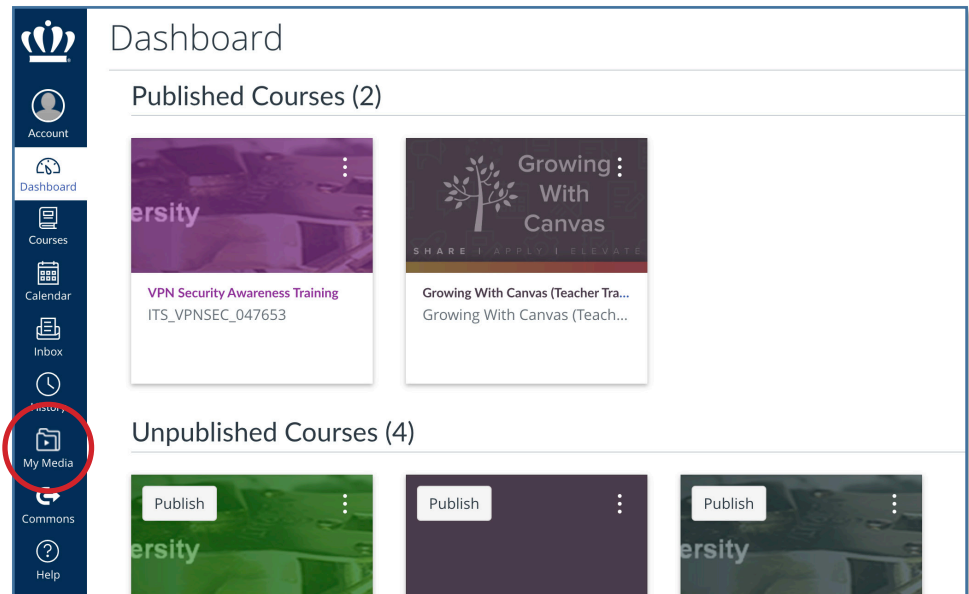 Dashboard
Account
Dashboard
Courses
Calendar
Inbox
History
My Media
Commons
Help
Published Courses (2)
ersity
Growing
With
Canvas
SHARE | APPLY | ELEVATE
VPN Security Awareness Training
ITS_VPNSEC_047653
Growing With Canvas (Teacher Tra...
Growing With Canvas (Teach...
Unpublished Courses (4)
Publish
Publish
Publish
ersity
ersity